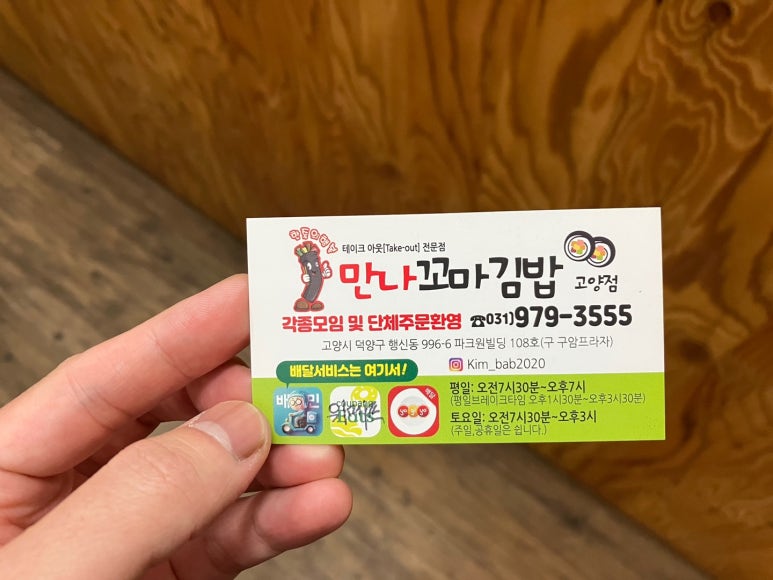 테이크 아웃[Take-out] 전문점
만나꼬마김밥 고양점
각종모임 및 단체주문환영 ☎031)979-3555
고양시 덕양구 행신동 996-6 파크원빌딩 108호(구 구암프라자)
Kim_bab2020
배달서비스는 여기서!
평일: 오전7시30분~오후7시
(평일브레이크타임 오후1시30분~오후3시30분)
토요일: 오전7시30분~오후3시
(주일,공휴일은 쉽니다.)
배
민
coupang
배달